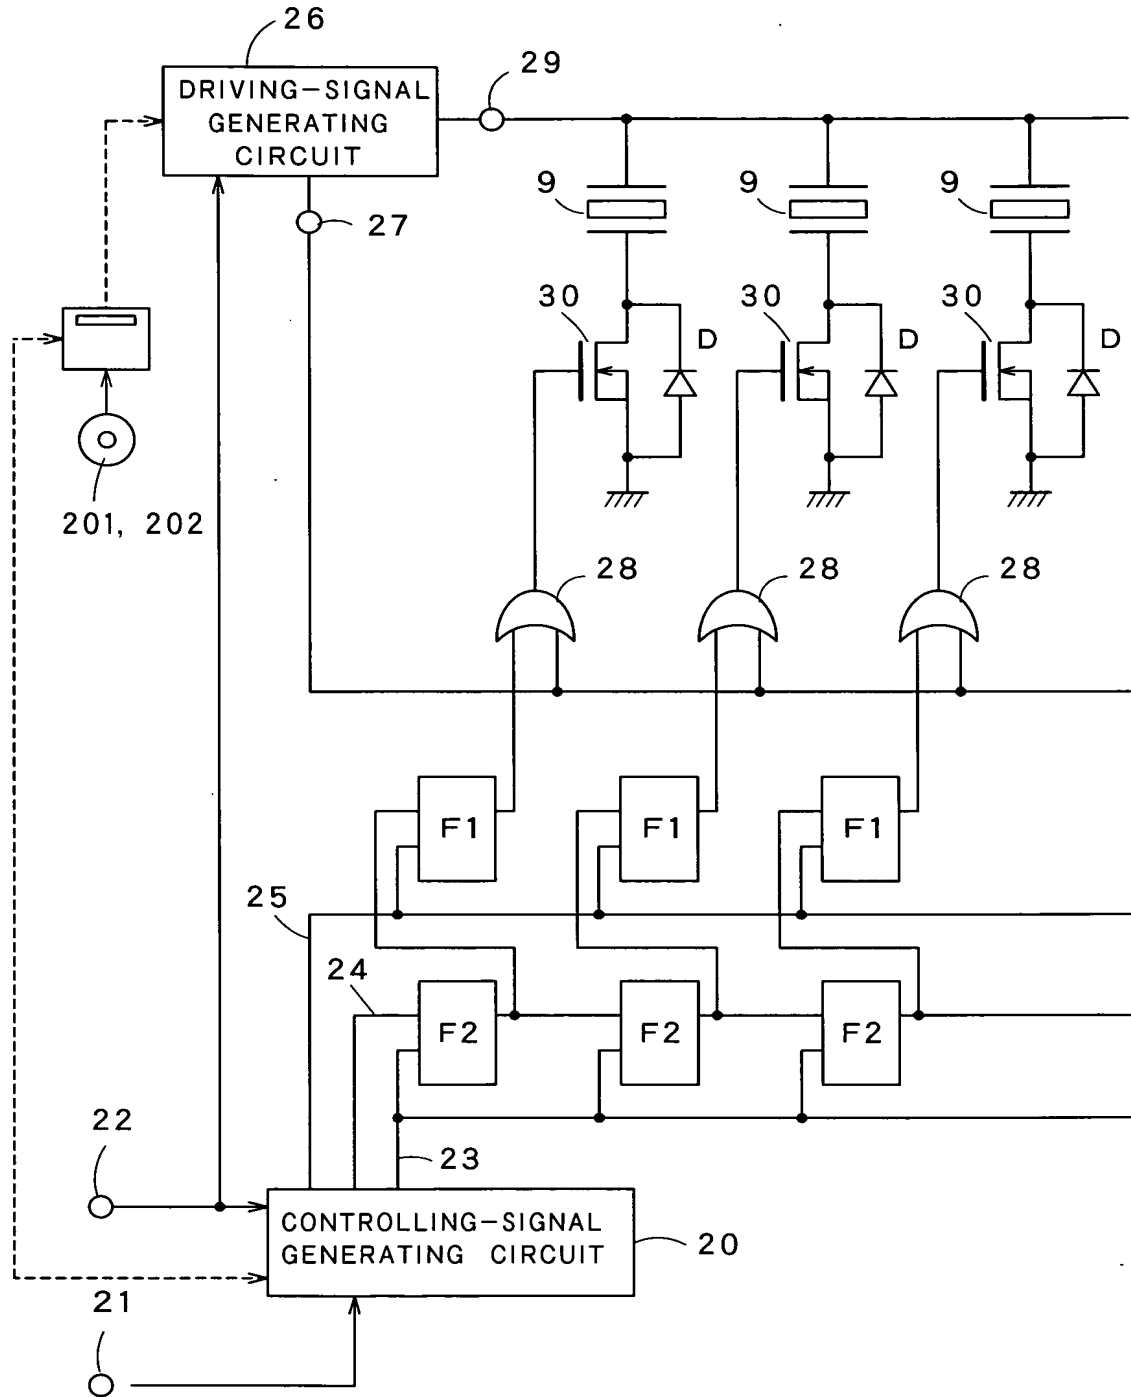 26
DRIVING-SIGNAL
GENERATING
CIRCUIT
29
27
9 9 9
30 30 30
D D D
201, 202
28 28 28
F1 F1 F1
25
24
F2 F2 F2
22
23
CONTROLLING-SIGNAL
GENERATING CIRCUIT
20
21